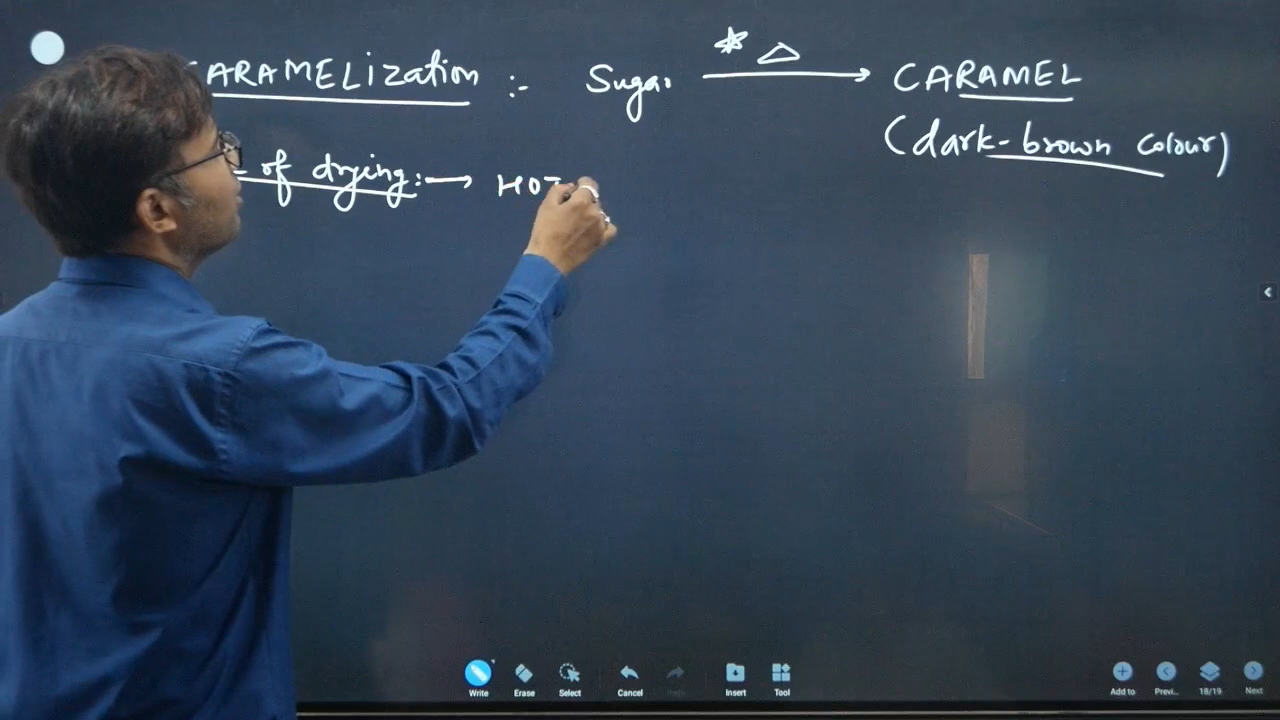 ARAMELization :- Sugar * △ → CARAMEL
(dark-brown colour)
of drying:→ HOT
Write Erase Select Cancel Insert Tool Add to Previ.. 18/19 Next